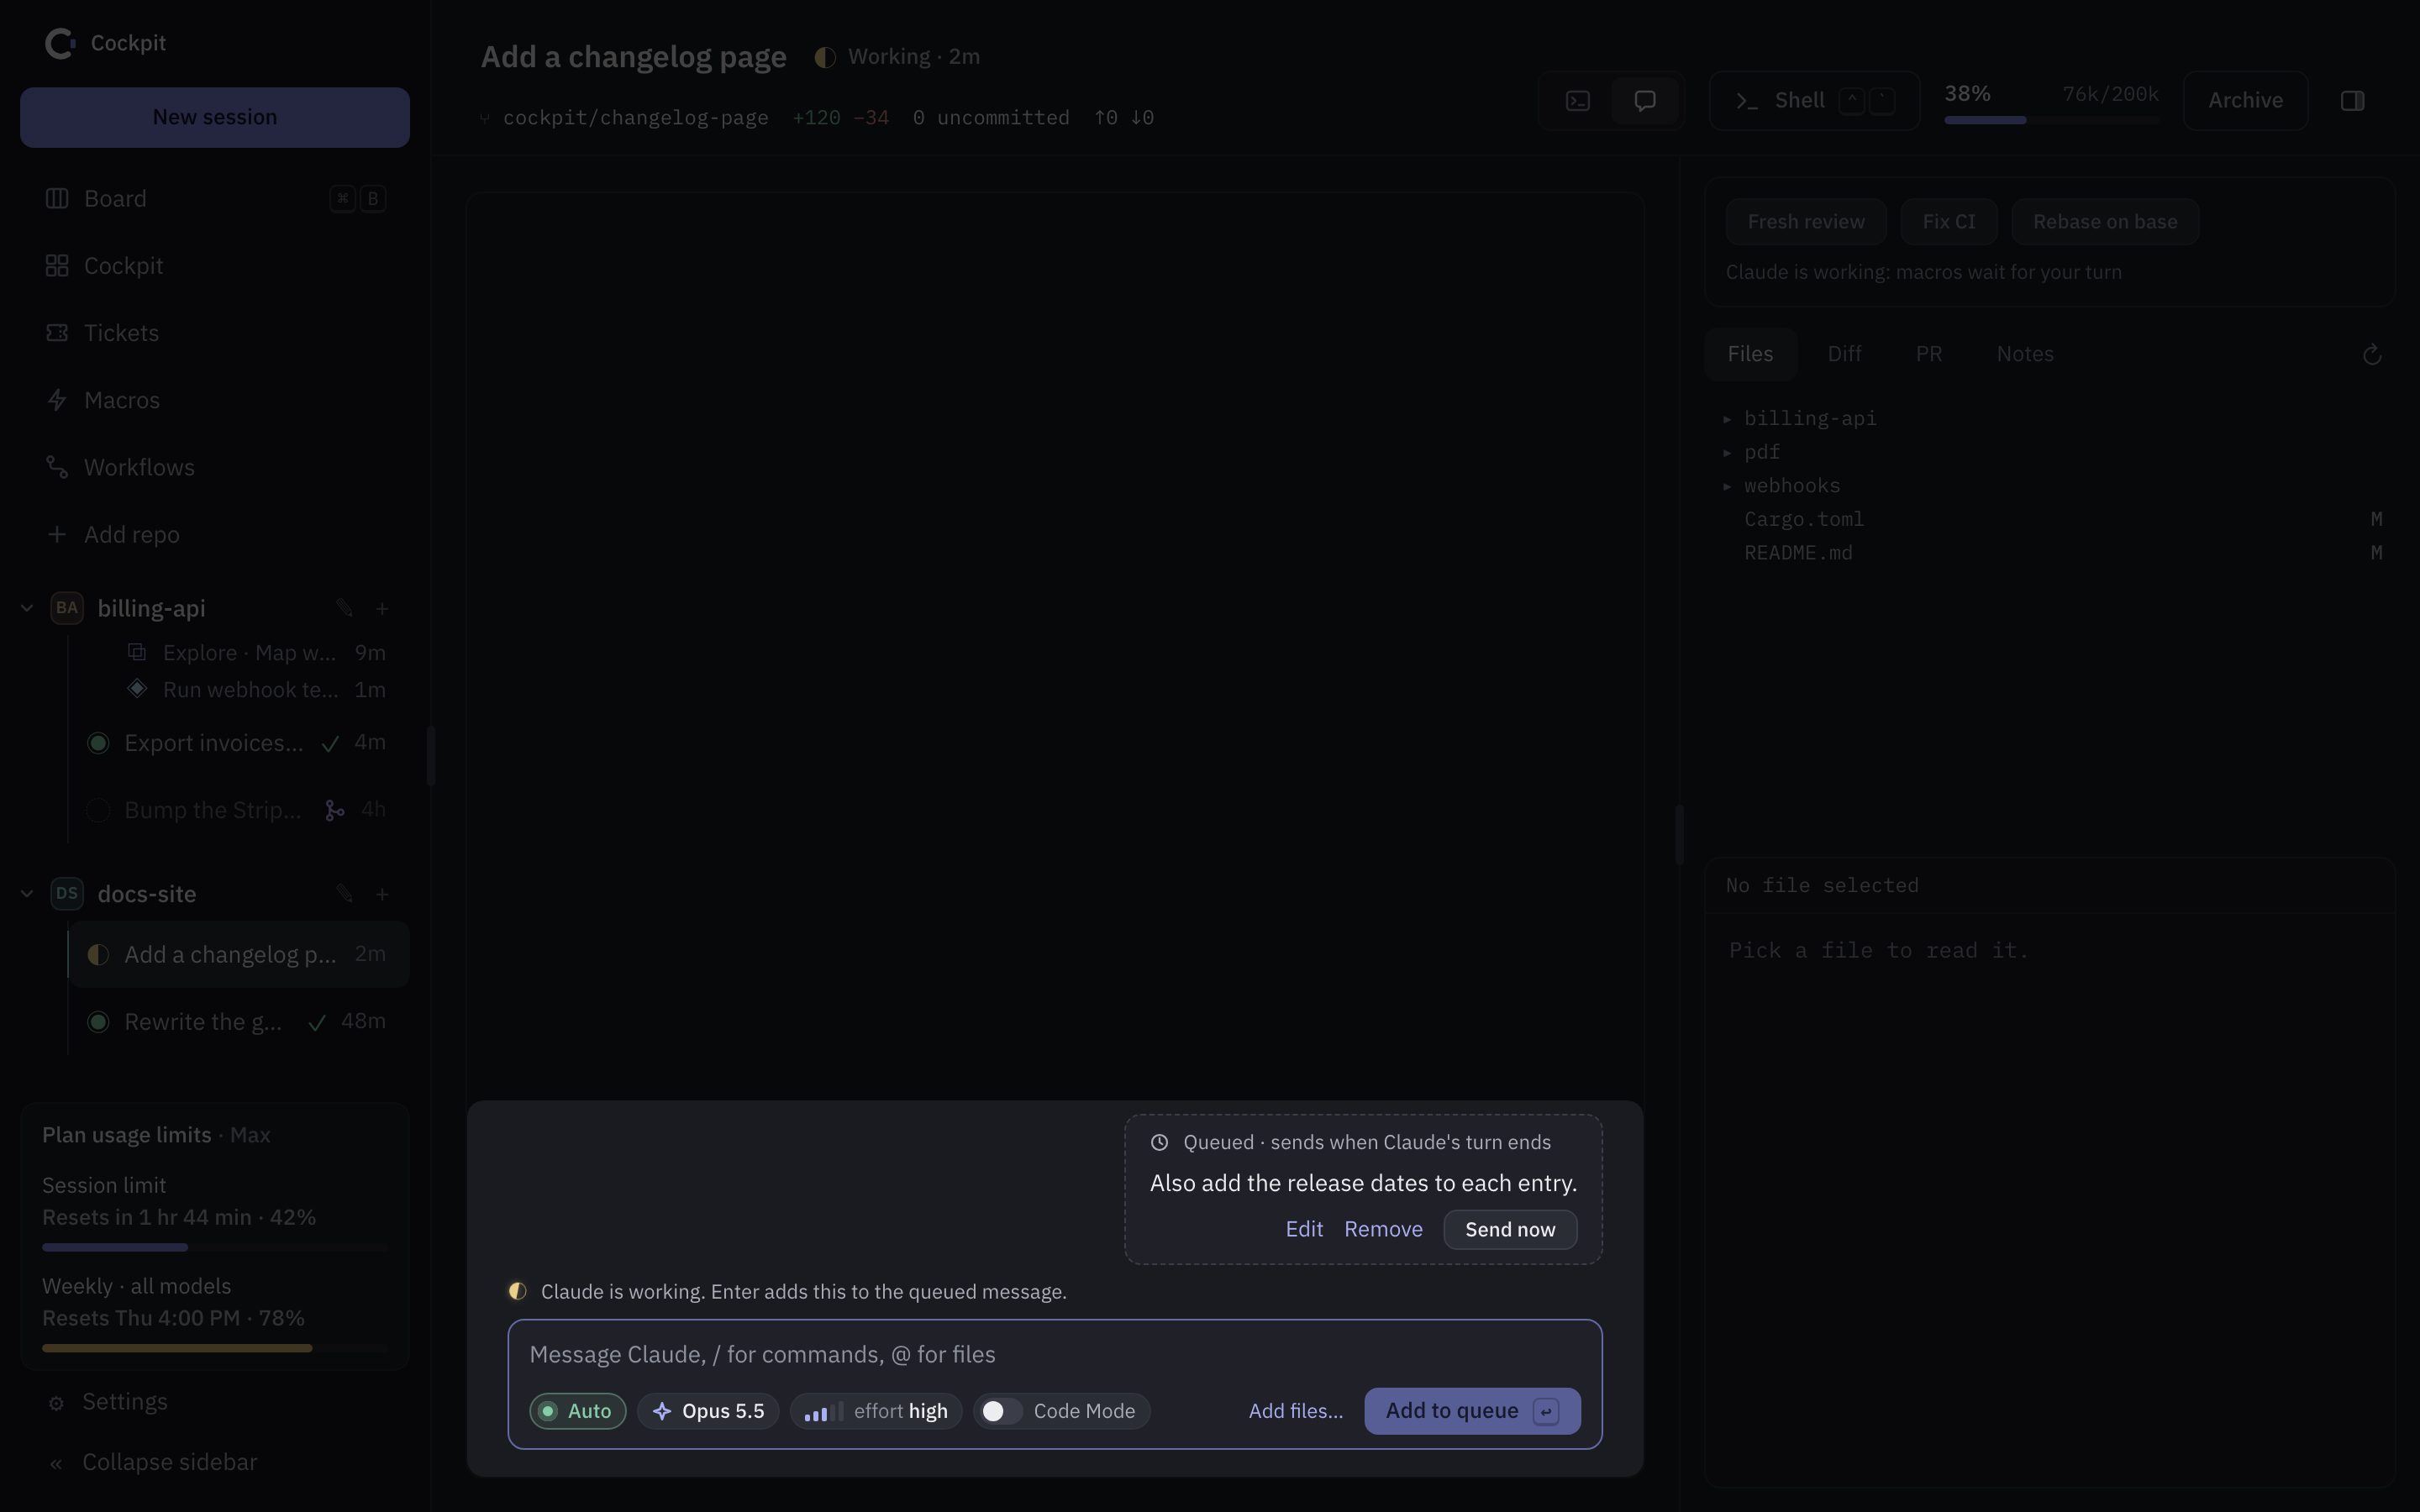 Cockpit
New session
Board ⌘ B
Cockpit
Tickets
Macros
Workflows
Add repo
BA billing-api
Explore · Map w... 9m
Run webhook te... 1m
Export invoices... 4m
Bump the Strip... 4h
DS docs-site
Add a changelog p... 2m
Rewrite the g... 48m
Plan usage limits · Max
Session limit
Resets in 1 hr 44 min · 42%
Weekly · all models
Resets Thu 4:00 PM · 78%
Settings
« Collapse sidebar
Add a changelog page Working · 2m
cockpit/changelog-page +120 −34 0 uncommitted ↑0 ↓0
Shell ^ `
38% 76k/200k
Archive
Fresh review Fix CI Rebase on base
Claude is working: macros wait for your turn
Files Diff PR Notes
billing-api
pdf
webhooks
Cargo.toml M
README.md M
No file selected
Pick a file to read it.
Queued · sends when Claude's turn ends
Also add the release dates to each entry.
Edit Remove Send now
Claude is working. Enter adds this to the queued message.
Message Claude, / for commands, @ for files
Auto Opus 5.5 effort high Code Mode Add files... Add to queue ↩